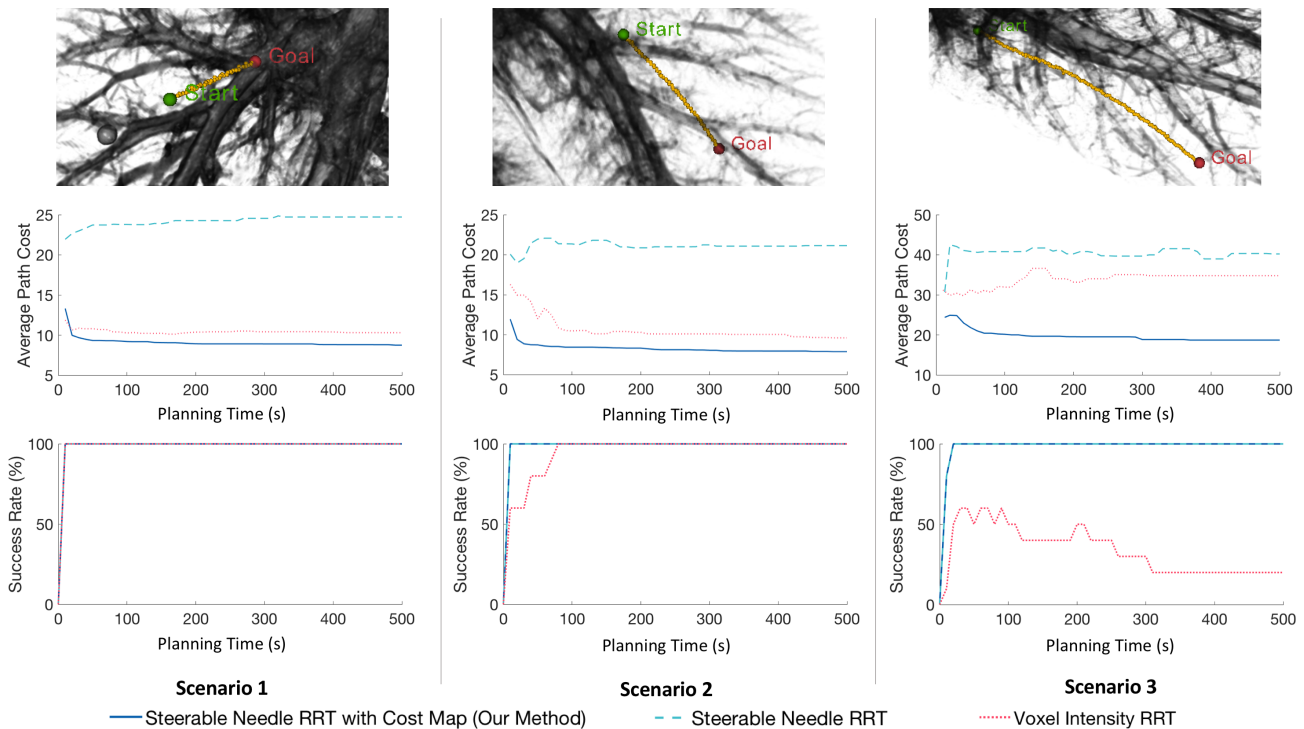 Start
Goal
Start
Goal
Start
Goal
25
20
15
10
5
Average Path Cost
0
100
200
300
400
500
Planning Time (s)
25
20
15
10
5
Average Path Cost
0
100
200
300
400
500
Planning Time (s)
50
40
30
20
10
Average Path Cost
0
100
200
300
400
500
Planning Time (s)
100
50
0
Success Rate (%)
0
100
200
300
400
500
Planning Time (s)
100
50
0
Success Rate (%)
0
100
200
300
400
500
Planning Time (s)
100
50
0
Success Rate (%)
0
100
200
300
400
500
Planning Time (s)
Scenario 1
Scenario 2
Scenario 3
Steerable Needle RRT with Cost Map (Our Method)
Steerable Needle RRT
Voxel Intensity RRT